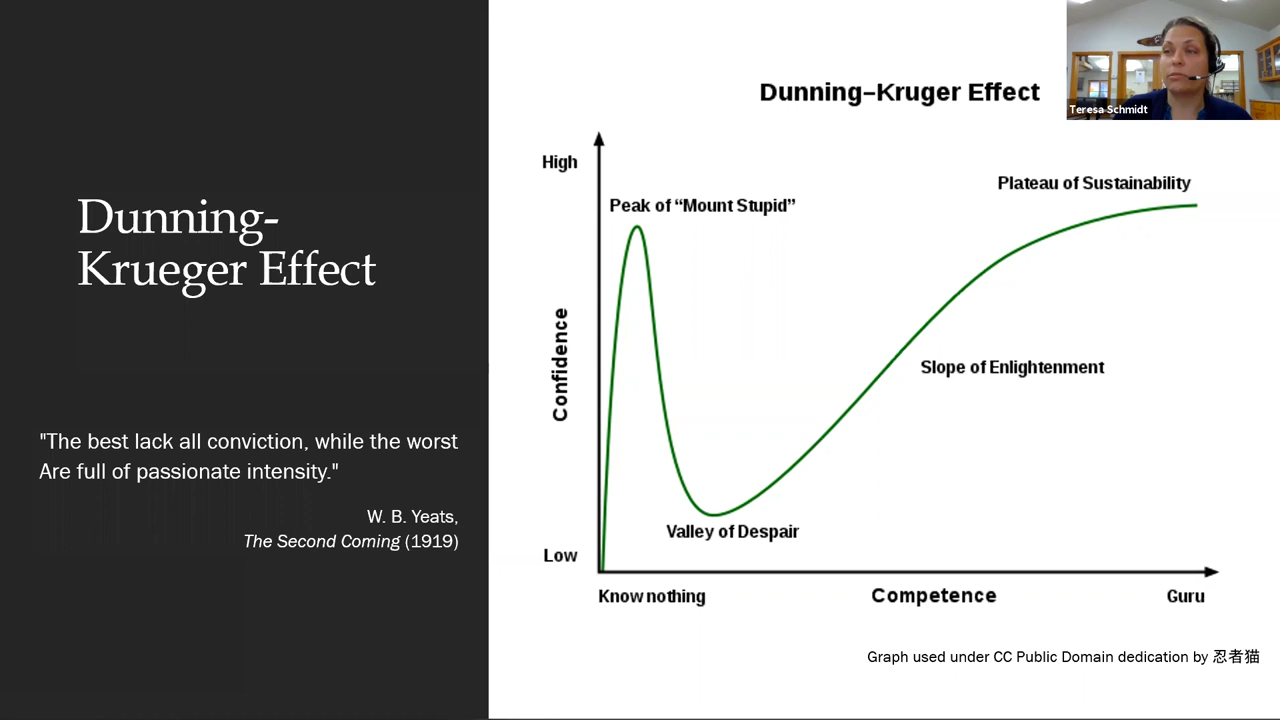 Dunning-
Krueger Effect
"The best lack all conviction, while the worst
Are full of passionate intensity."
W. B. Yeats,
The Second Coming (1919)
Dunning–Kruger Effect
High
Peak of “Mount Stupid”
Plateau of Sustainability
Confidence
Slope of Enlightenment
Valley of Despair
Low
Know nothing
Competence
Guru
Graph used under CC Public Domain dedication by 忍者猫
Teresa Schmidt